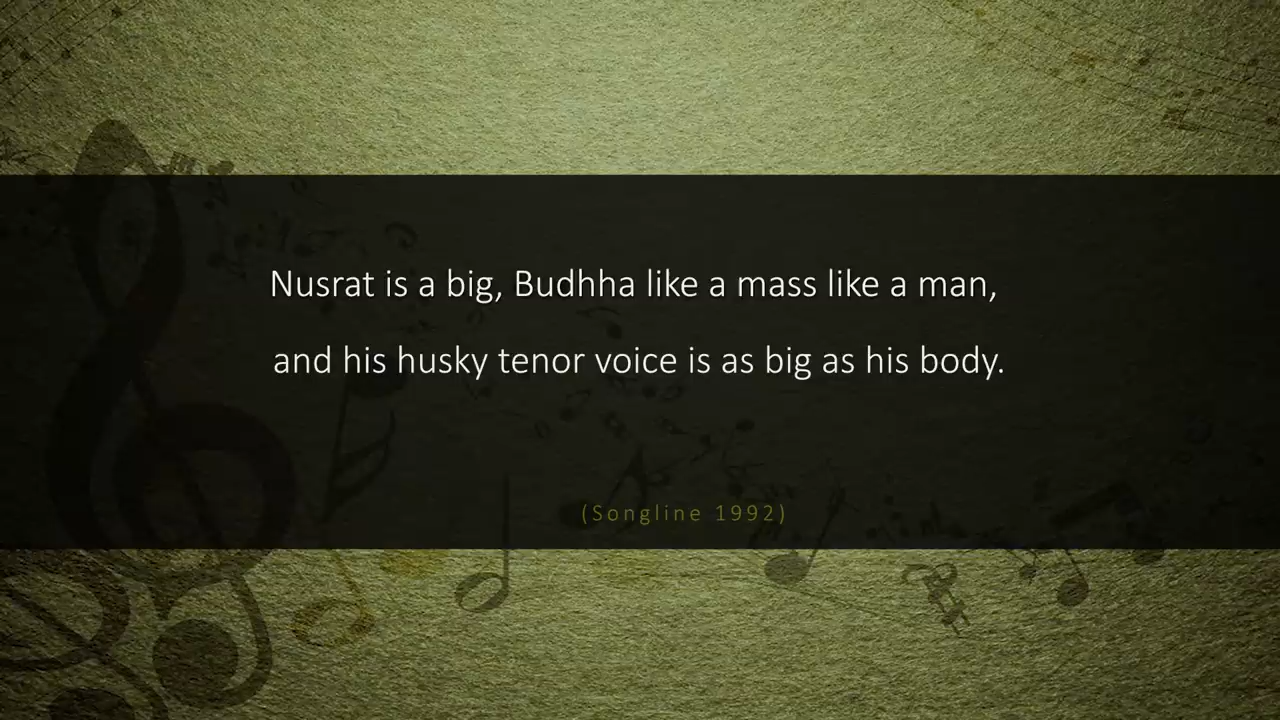 Nusrat is a big, Budhha like a mass like a man,
and his husky tenor voice is as big as his body.
(Songline 1992)